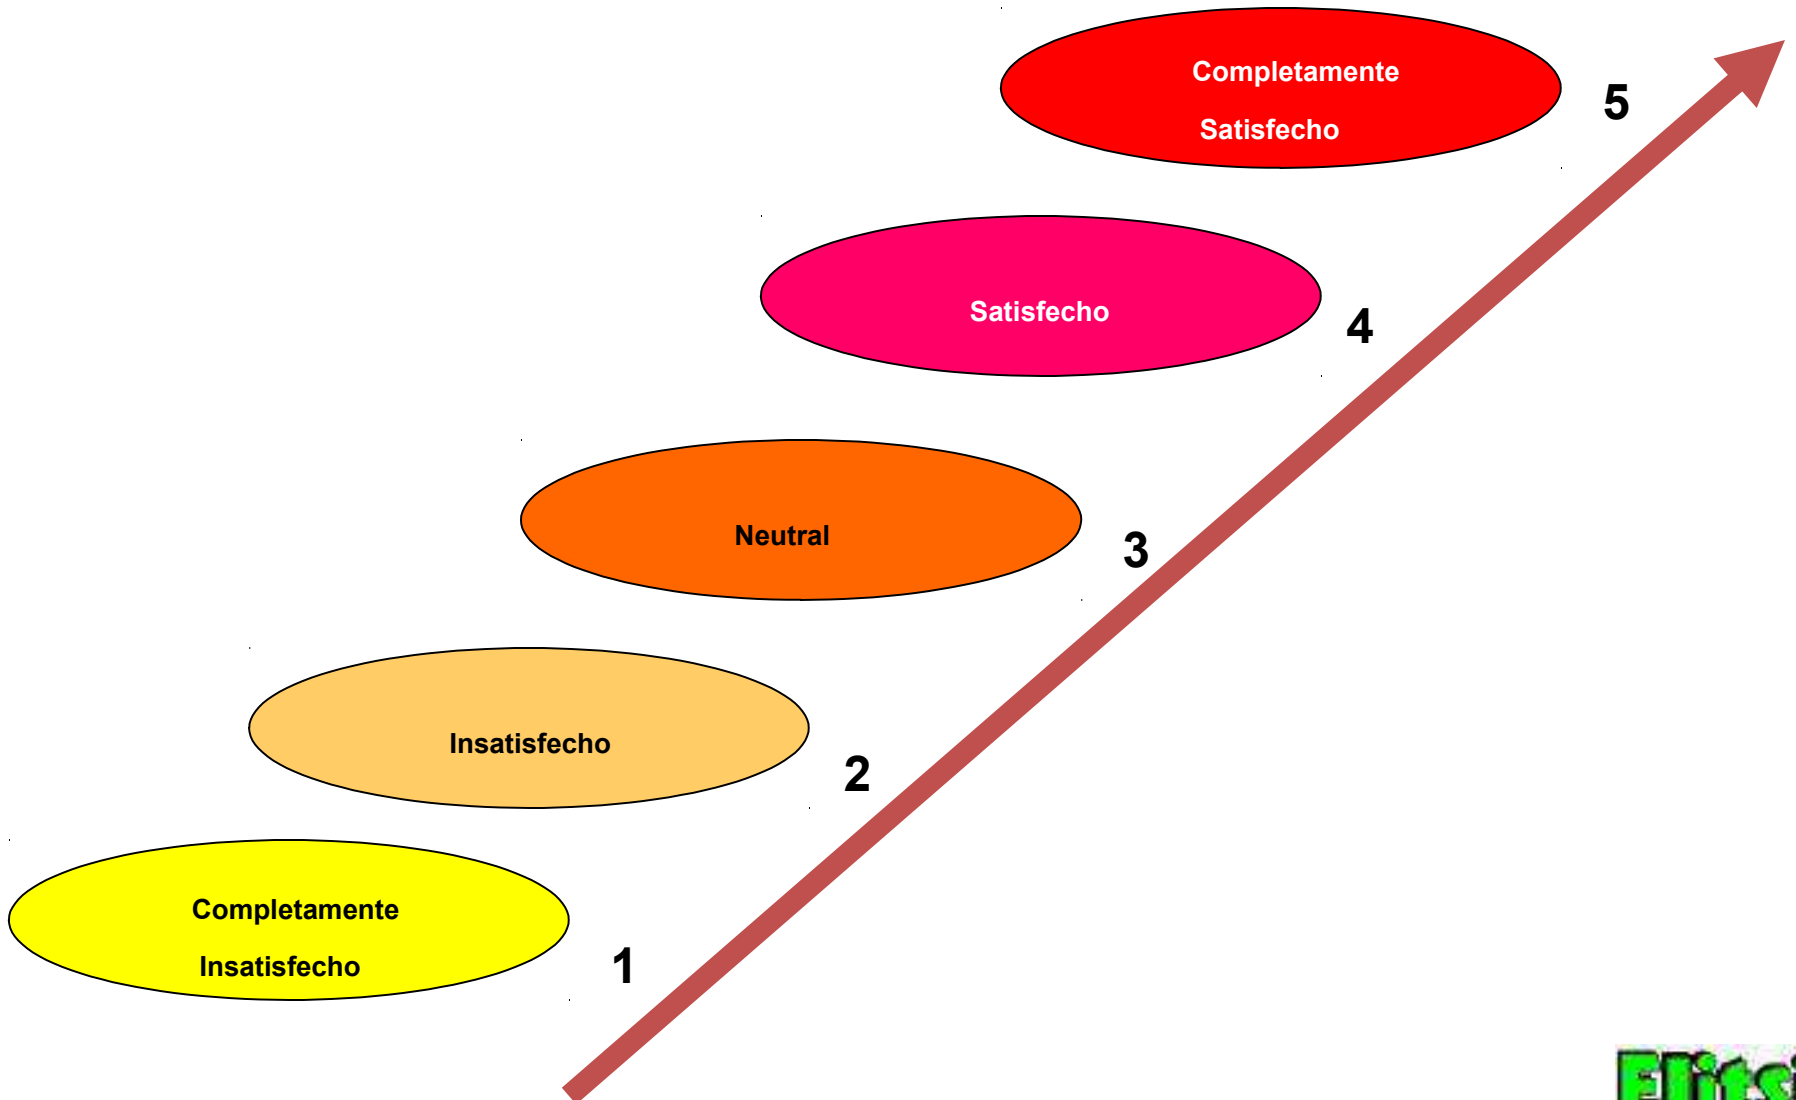 Completamente
Satisfecho
5
Satisfecho
4
Neutral
3
Insatisfecho
2
Completamente
Insatisfecho
1